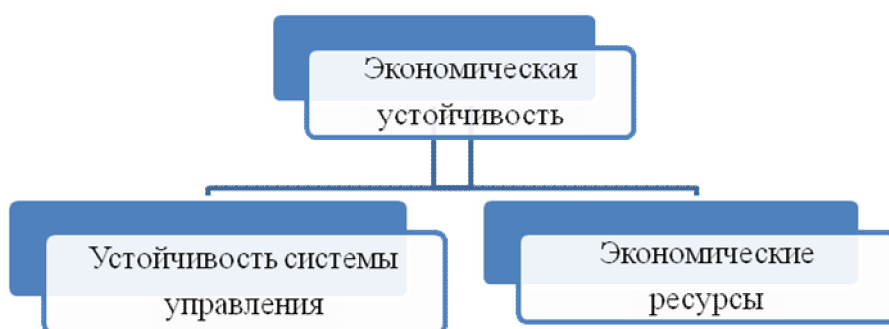 Экономическая
устойчивость
Устойчивость системы
управления
Экономические
ресурсы